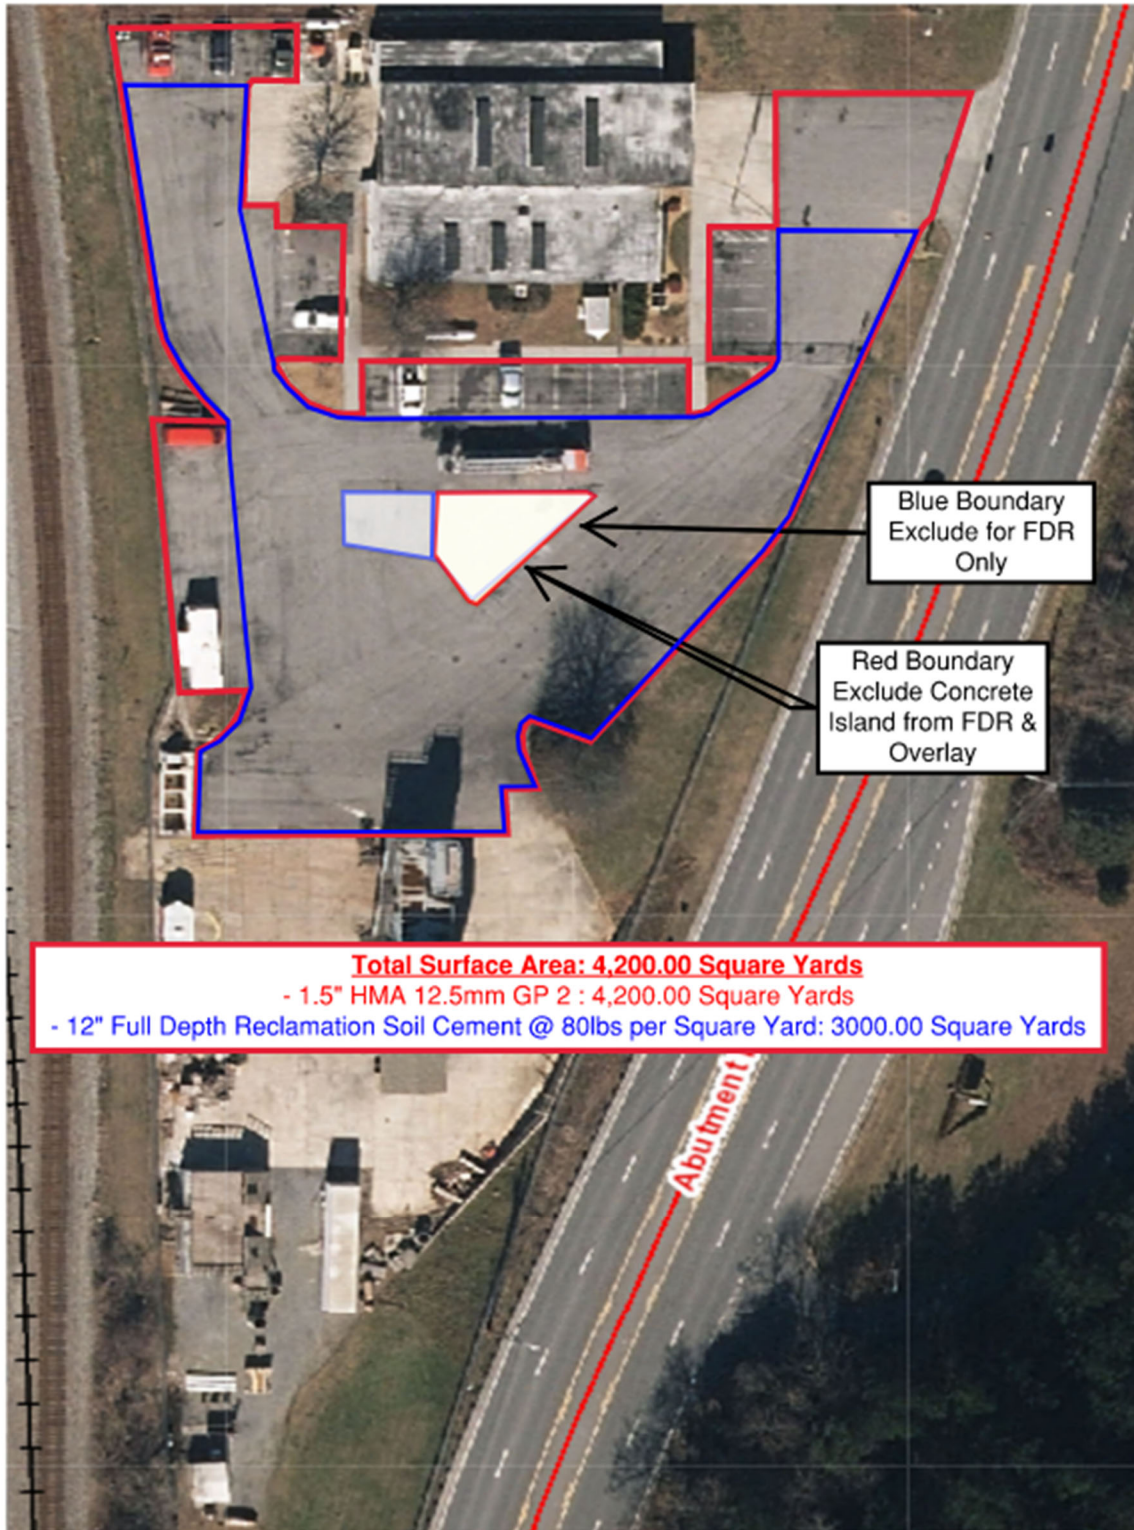 Blue Boundary
Exclude for FDR
Only
Red Boundary
Exclude Concrete
Island from FDR &
Overlay
Total Surface Area: 4,200.00 Square Yards
- 1.5" HMA 12.5mm GP 2 : 4,200.00 Square Yards
- 12" Full Depth Reclamation Soil Cement @ 80lbs per Square Yard: 3000.00 Square Yards
Abutment